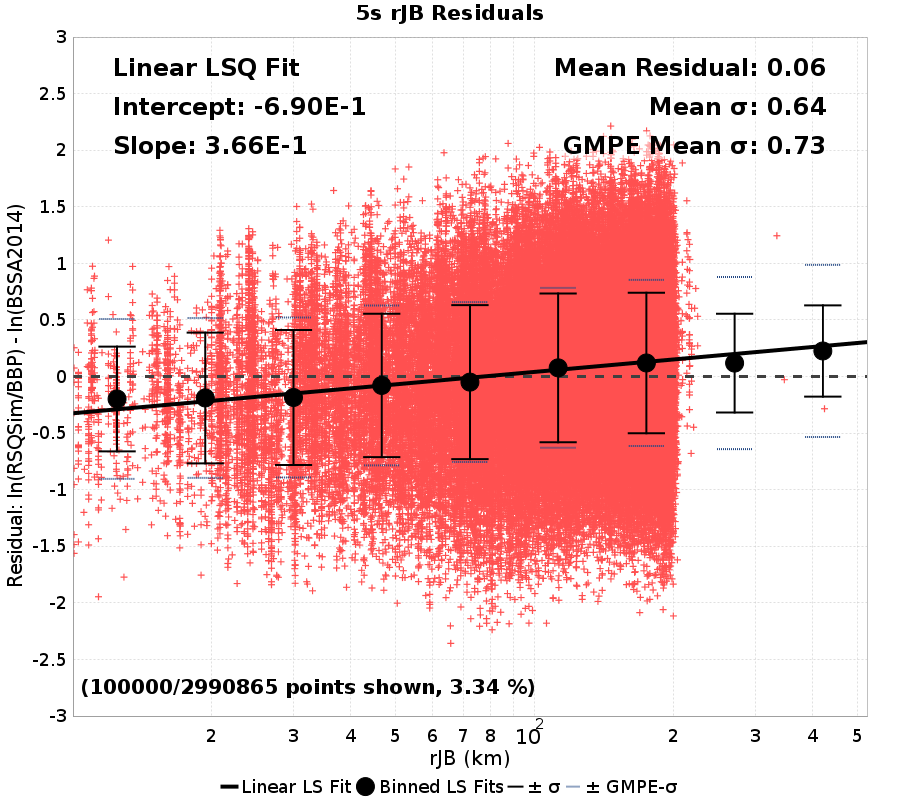 5s rJB Residuals
Linear LSQ Fit
Intercept: -6.90E-1
Slope: 3.66E-1
Mean Residual: 0.06
Mean σ: 0.64
GMPE Mean σ: 0.73
3
2.5
2
1.5
1
0.5
0
-0.5
-1
-1.5
-2
-2.5
-3
Residual: ln(RSQSim/BBP) - ln(BSSA2014)
(100000/2990865 points shown, 3.34 %)
2 3 4 5 6 7 8 10² 2 3 4 5
rJB (km)
Linear LS Fit Binned LS Fits ± σ ± GMPE-σ